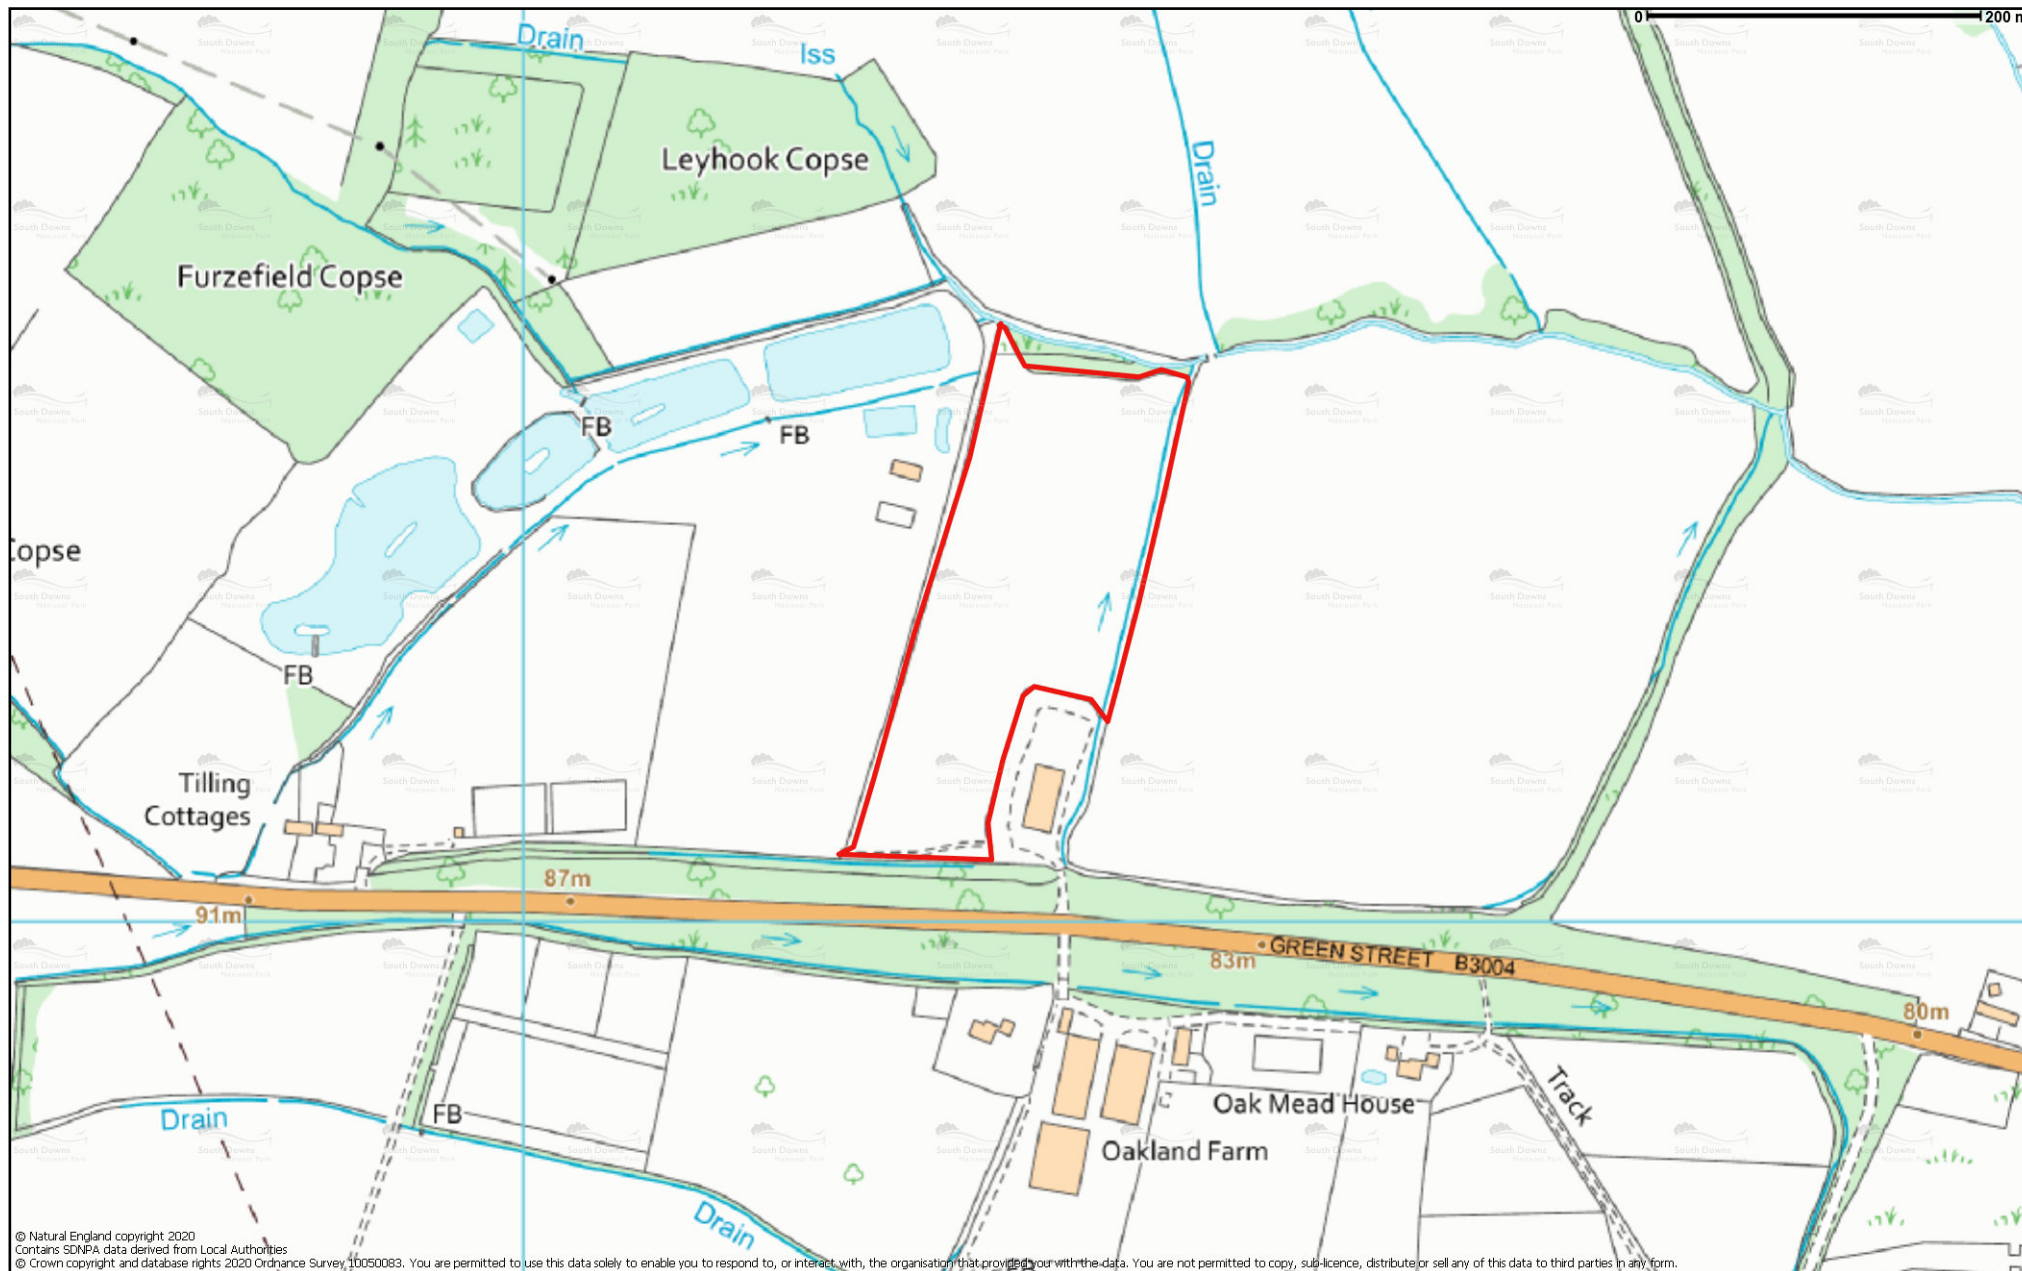 0 200 m
Drain
Iss
Drain
Leyhook Copse
Furzefield Copse
FB
FB
Copse
FB
Tilling
Cottages
87m
91m
GREEN STREET B3004
83m
80m
Track
FB
Drain
Oak Mead House
Oakland Farm
Drain
© Natural England copyright 2020
Contains SDNPA data derived from Local Authorities
© Crown copyright and database rights 2020 Ordnance Survey 10050083. You are permitted to use this data solely to enable you to respond to, or interact with, the organisation that provided you with the data. You are not permitted to copy, sub-licence, distribute or sell any of this data to third parties in any form.
South Downs
National Park